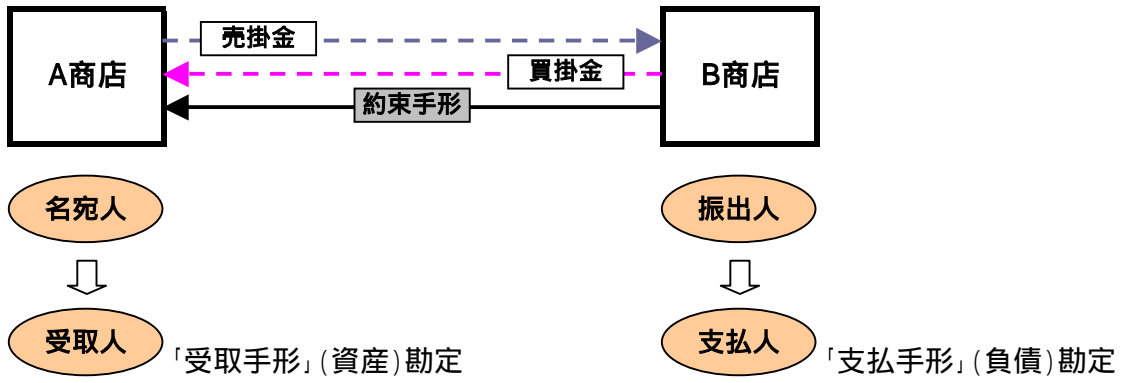 売掛金
A商店
買掛金
B商店
約束手形
名宛人
振出人
受取人
「受取手形」(資産)勘定
支払人
「支払手形」(負債)勘定